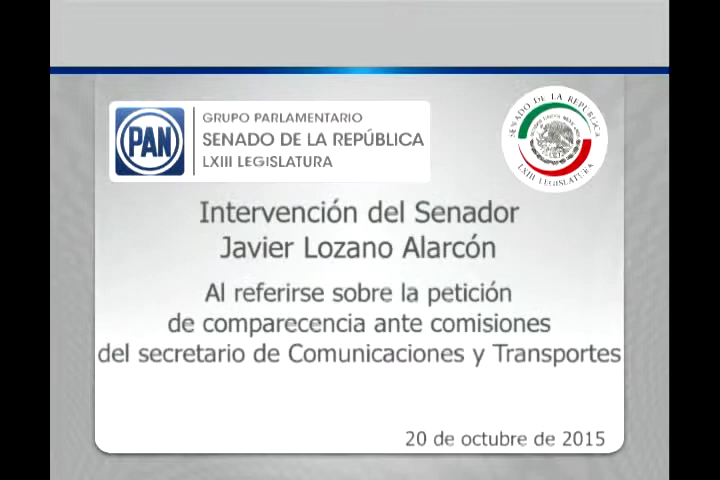 PAN
GRUPO PARLAMENTARIO
SENADO DE LA REPÚBLICA
LXIII LEGISLATURA
SENADO DE LA REPÚBLICA
LXIII LEGISLATURA
Intervención del Senador
Javier Lozano Alarcón
Al referirse sobre la petición
de comparecencia ante comisiones
del secretario de Comunicaciones y Transportes
20 de octubre de 2015